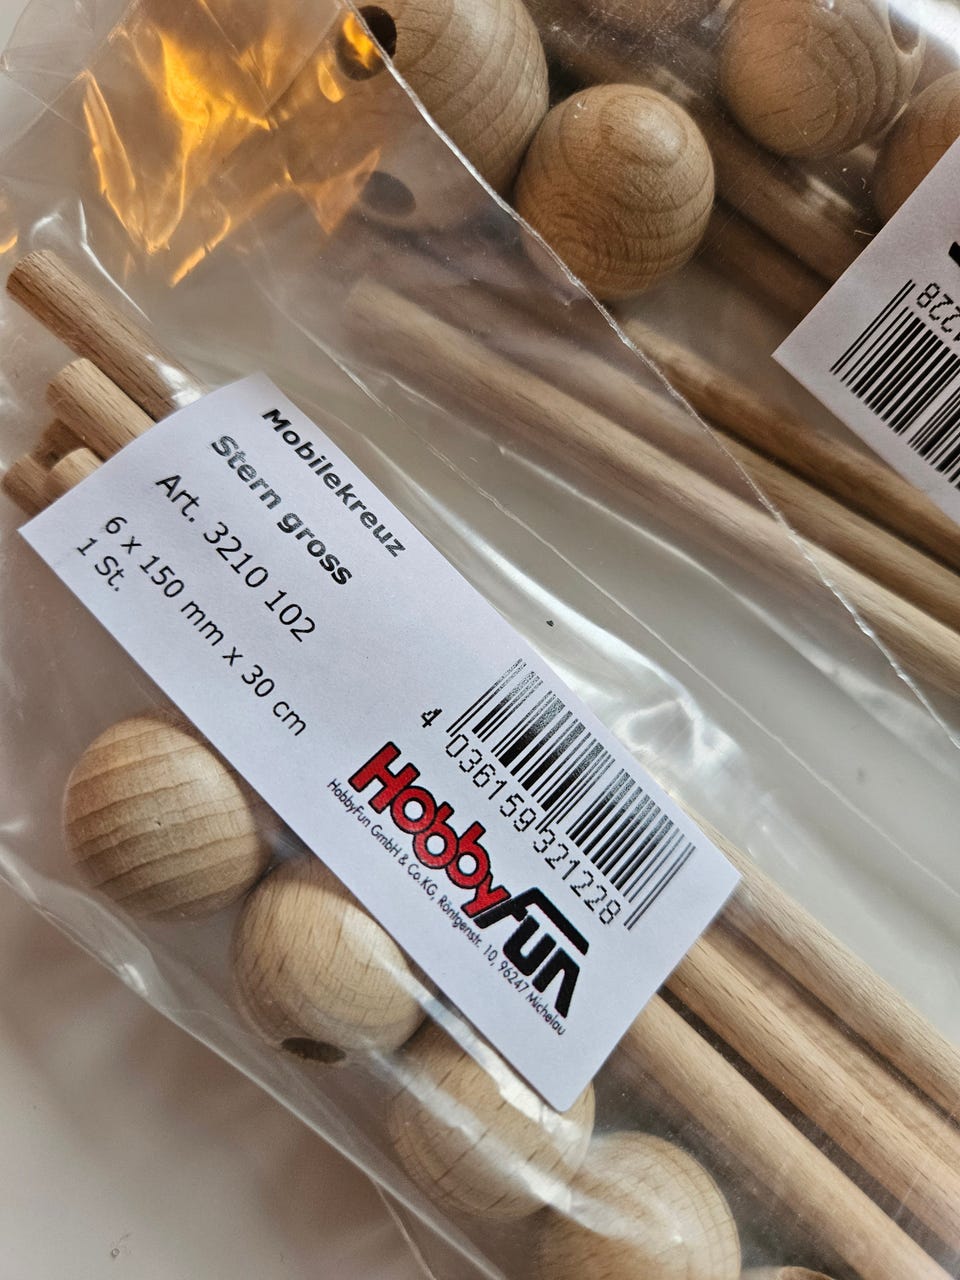 Mobilekreuz
Stern gross
Art. 3210 102
6 x 150 mm x 30 cm
1 St.
4 036159 321228
HobbyFun
HobbyFun GmbH & Co.KG, Röntgenstr. 10, 96247 Michelau